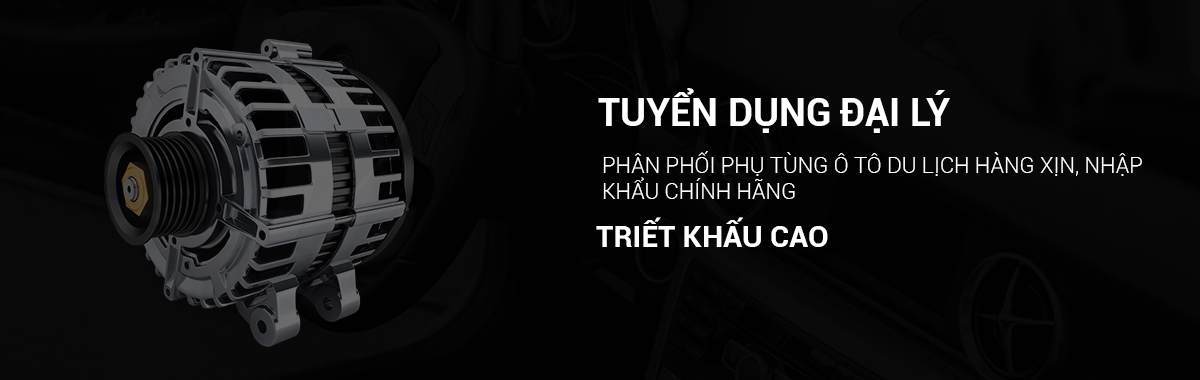 TUYỂN DỤNG ĐẠI LÝ
PHÂN PHỐI PHỤ TÙNG Ô TÔ DU LỊCH HÀNG XỊN, NHẬP
KHẨU CHÍNH HÃNG
TRIẾT KHẤU CAO